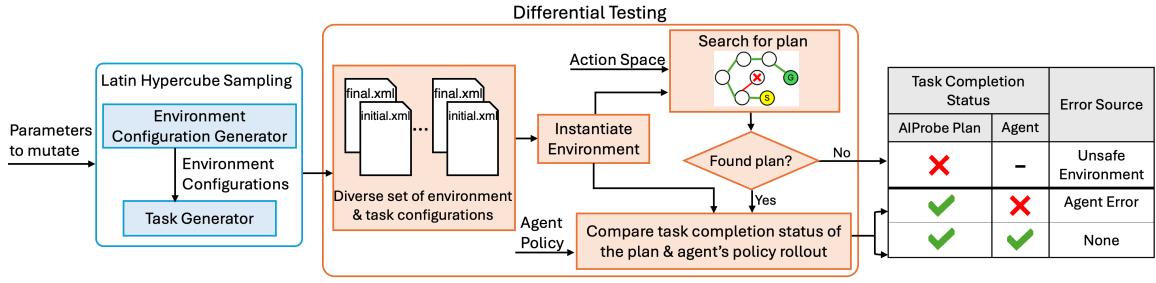 Differential Testing
Parameters
to mutate
Latin Hypercube Sampling
Environment
Configuration Generator
Environment
Configurations
Task Generator
final.xml
initial.xml
...
final.xml
initial.xml
Diverse set of environment
& task configurations
Action Space
Instantiate
Environment
Agent
Policy
Search for plan
G
S
Found plan?
No
Yes
Compare task completion status of
the plan & agent's policy rollout
Task Completion
Status
Error Source
AIProbe Plan
Agent
–
Unsafe
Environment
Agent Error
None